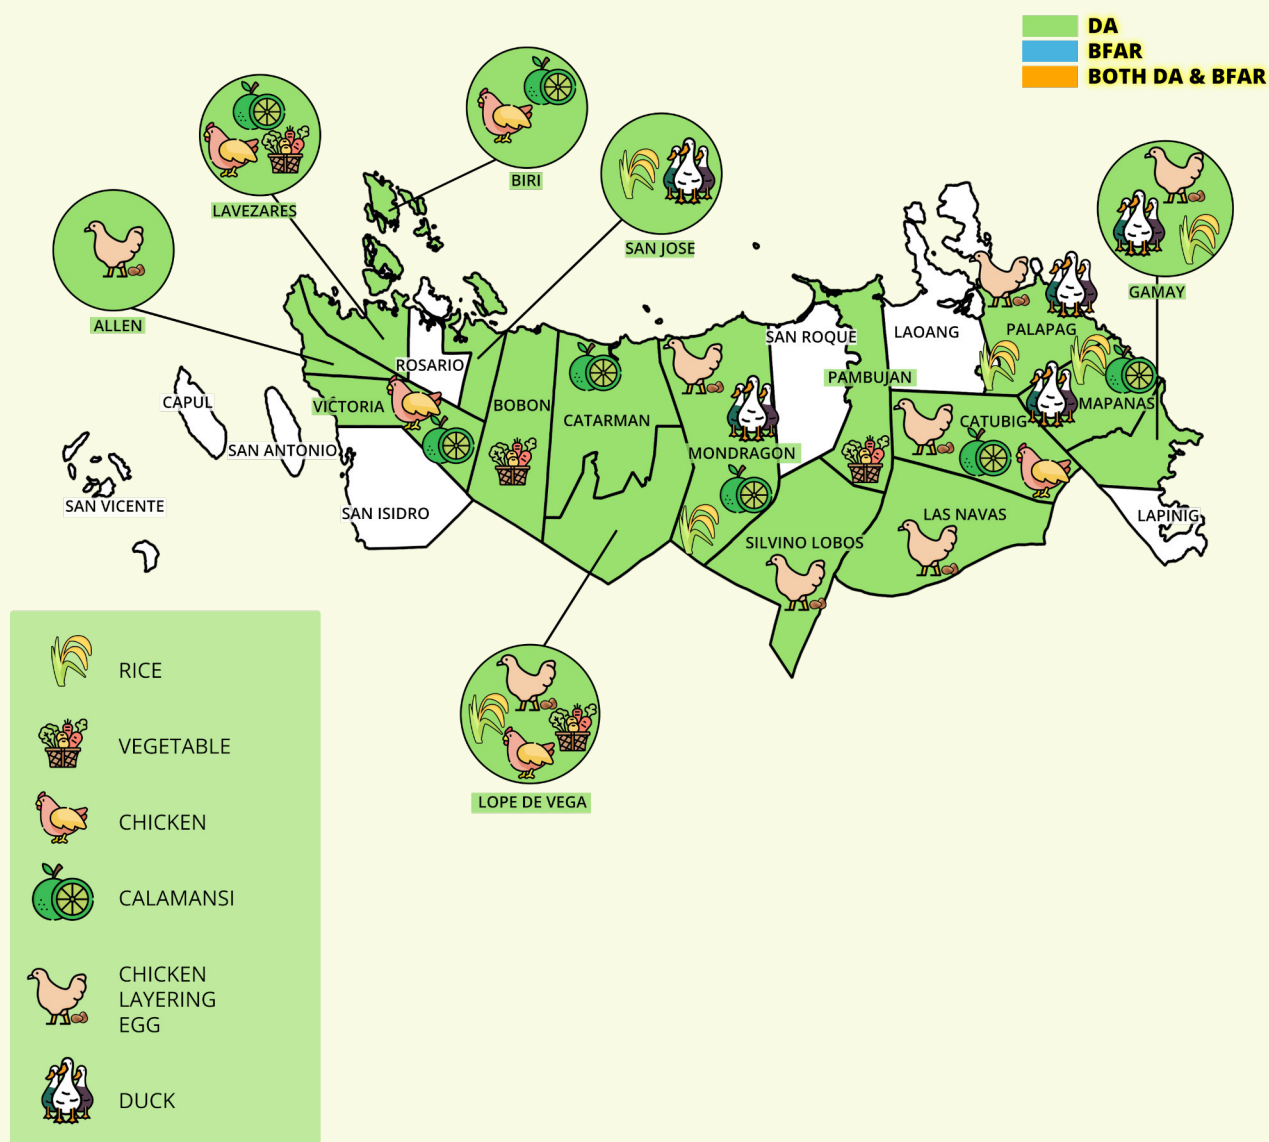 DA
BFAR
BOTH DA & BFAR
BIRI
LAVEZARES
SAN JOSE
GAMAY
ALLEN
SAN ROQUE
LAOANG
PALAPAG
ROSARIO
PAMBUJAN
CAPUL
VICTORIA
BOBON
MAPANAS
CATARMAN
CATUBIG
SAN ANTONIO
MONDRAGON
SAN VICENTE
SAN ISIDRO
LAS NAVAS
LAPINIG
SILVINO LOBOS
LOPE DE VEGA
RICE
VEGETABLE
CHICKEN
CALAMANSI
CHICKEN
LAYERING
EGG
DUCK